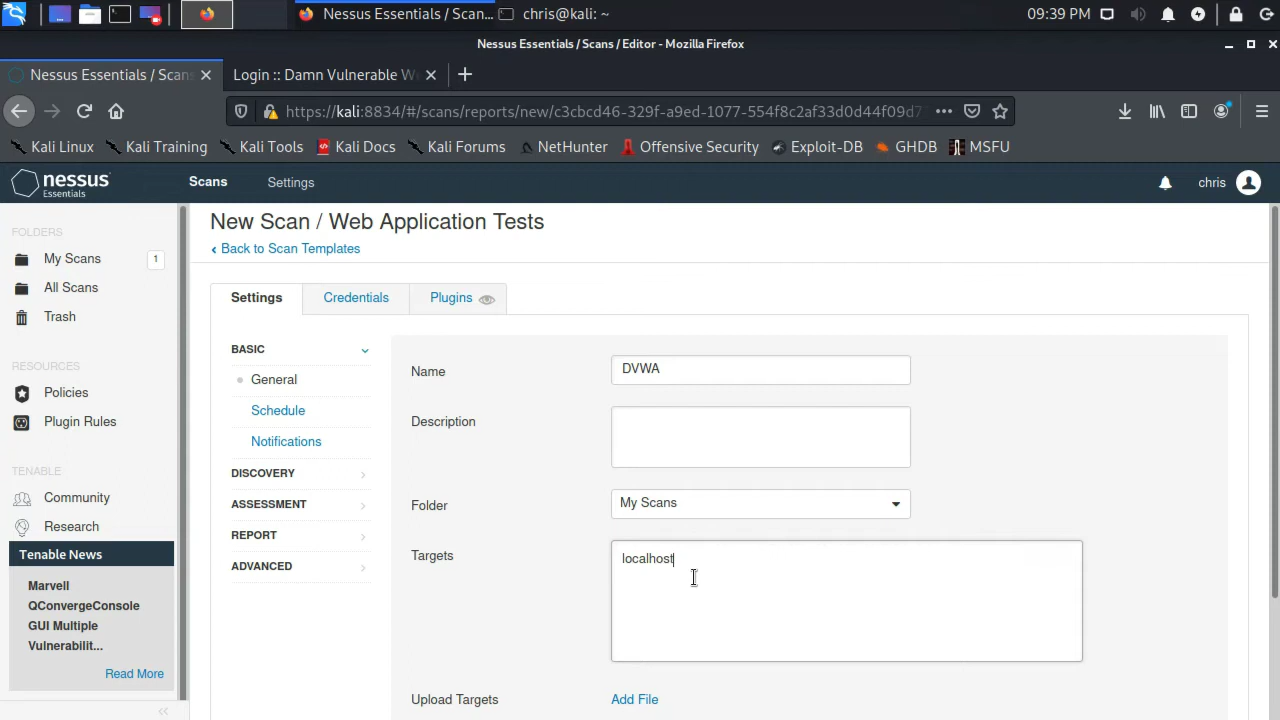 Nessus Essentials / Scan... chris@kali: ~ 09:39 PM
Nessus Essentials / Scans / Editor - Mozilla Firefox
Nessus Essentials / Scans Login :: Damn Vulnerable W
https://kali:8834/#/scans/reports/new/c3cbcd46-329f-a9ed-1077-554f8c2af33d0d44f09d7
Kali Linux Kali Training Kali Tools Kali Docs Kali Forums NetHunter Offensive Security Exploit-DB GHDB MSFU
nessus Essentials Scans Settings chris
New Scan / Web Application Tests
Back to Scan Templates
FOLDERS
My Scans 1
All Scans
Trash
RESOURCES
Policies
Plugin Rules
TENABLE
Community
Research
Tenable News
Marvell
QConvergeConsole
GUI Multiple
Vulnerabilit...
Read More
Settings Credentials Plugins
BASIC
General
Schedule
Notifications
DISCOVERY
ASSESSMENT
REPORT
ADVANCED
Name DVWA
Description
Folder My Scans
Targets localhost
Upload Targets Add File